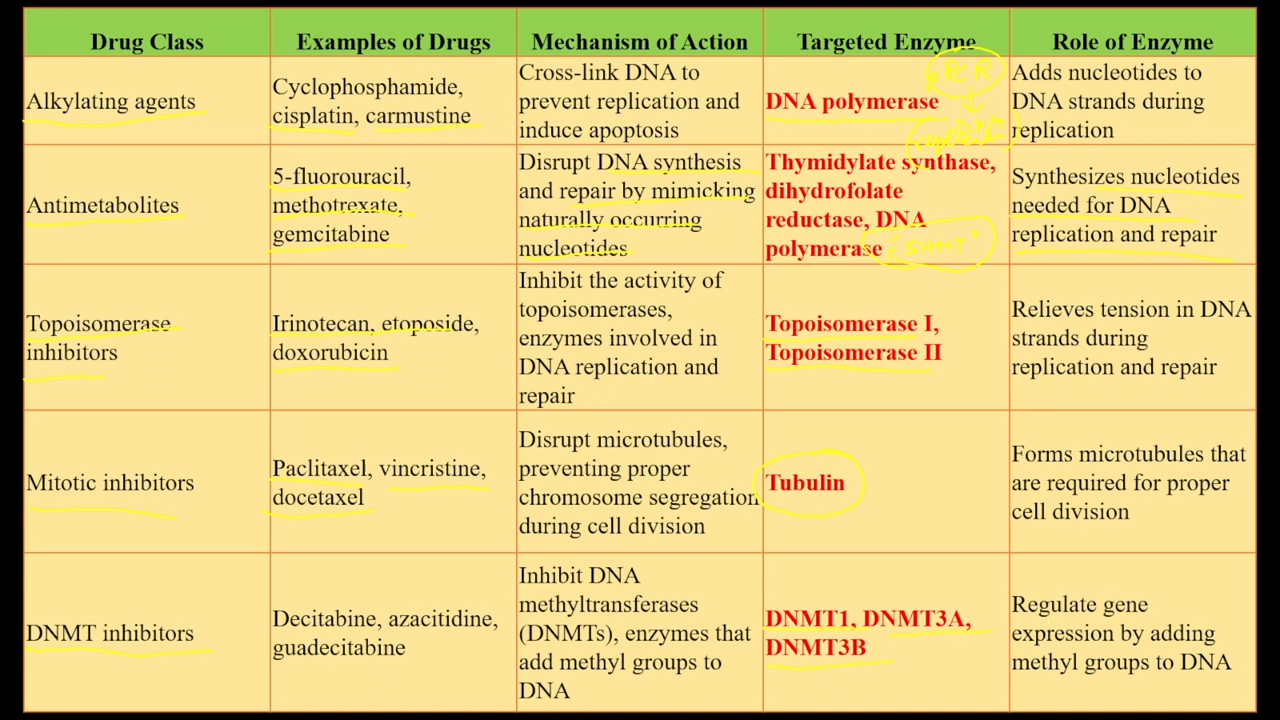 Drug Class
Examples of Drugs
Mechanism of Action
Targeted Enzyme
Role of Enzyme
Alkylating agents
Cyclophosphamide,
cisplatin, carmustine
Cross-link DNA to
prevent replication and
induce apoptosis
DNA polymerase
PCR
Adds nucleotides to
DNA strands during
replication
Antimetabolites
5-fluorouracil,
methotrexate,
gemcitabine
Disrupt DNA synthesis
and repair by mimicking
naturally occurring
nucleotides
Thymidylate synthase,
dihydrofolate
reductase, DNA
polymerase
"SHMT"
Synthesizes nucleotides
needed for DNA
replication and repair
Topoisomerase
inhibitors
Irinotecan, etoposide,
doxorubicin
Inhibit the activity of
topoisomerases,
enzymes involved in
DNA replication and
repair
Topoisomerase I,
Topoisomerase II
Relieves tension in DNA
strands during
replication and repair
Mitotic inhibitors
Paclitaxel, vincristine,
docetaxel
Disrupt microtubules,
preventing proper
chromosome segregation
during cell division
Tubulin
Forms microtubules that
are required for proper
cell division
DNMT inhibitors
Decitabine, azacitidine,
guadecitabine
Inhibit DNA
methyltransferases
(DNMTs), enzymes that
add methyl groups to
DNA
DNMT1, DNMT3A,
DNMT3B
Regulate gene
expression by adding
methyl groups to DNA